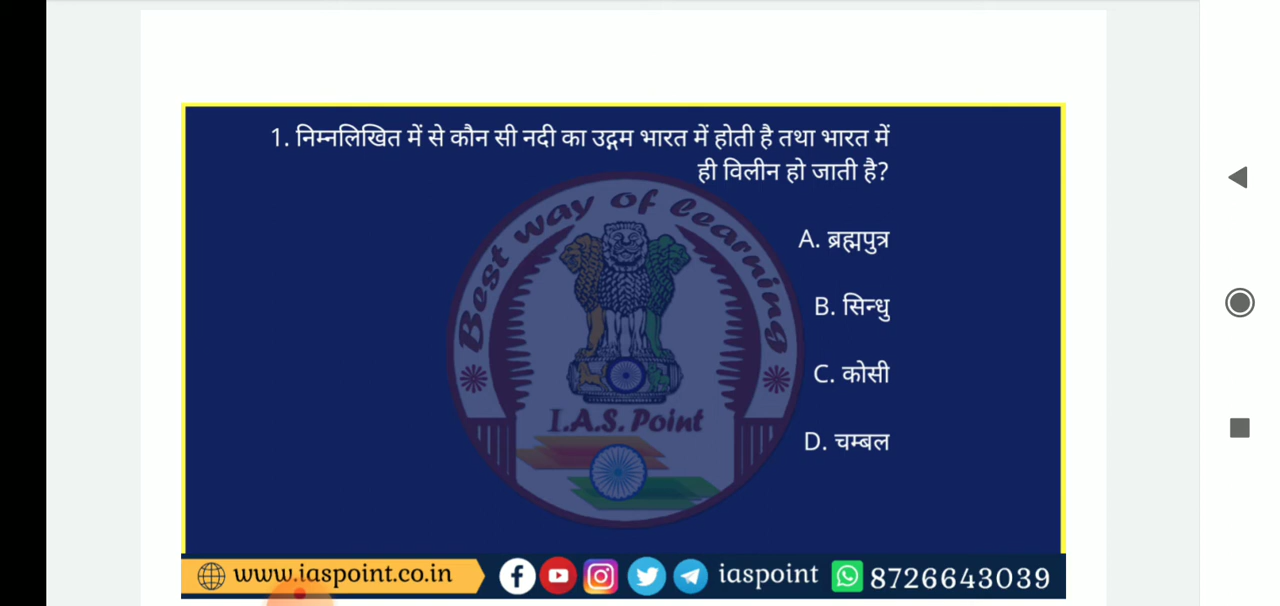 1. निम्नलिखित में से कौन सी नदी का उद्गम भारत में होती है तथा भारत में
ही विलीन हो जाती है?
Best way of learning
A. ब्रह्मपुत्र
B. सिन्धु
C. कोसी
I.A.S. Point
D. चम्बल
www.iaspoint.co.in iaspoint 8726643039